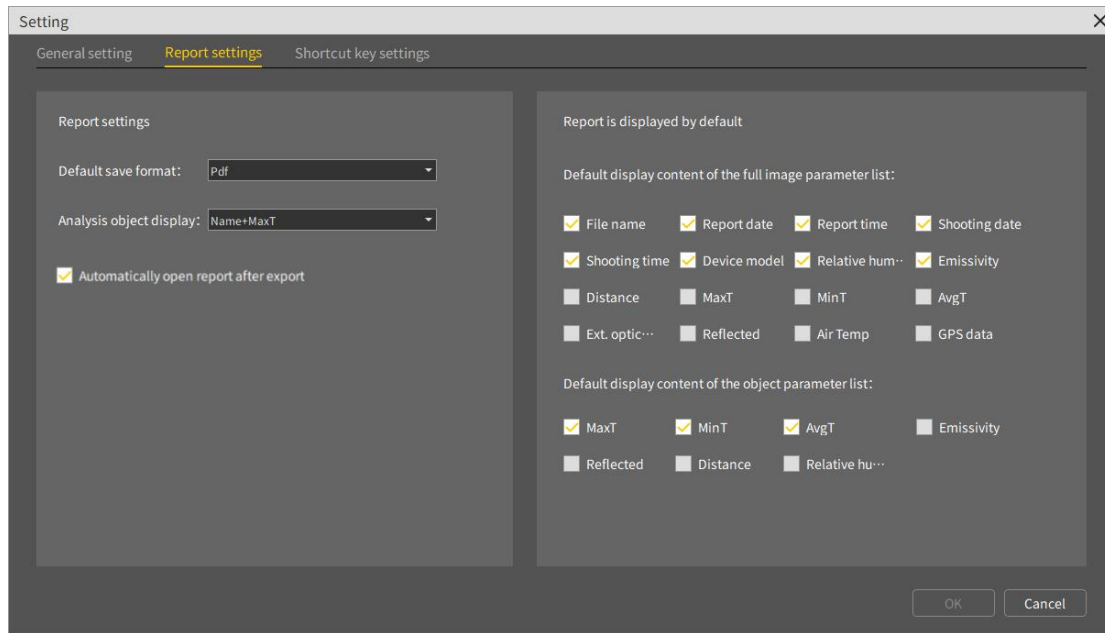 Setting
General setting Report settings Shortcut key settings
Report settings
Default save format: Pdf
Analysis object display: Name+MaxT
Automatically open report after export
Report is displayed by default
Default display content of the full image parameter list:
File name Report date Report time Shooting date
Shooting time Device model Relative hum··· Emissivity
Distance MaxT MinT AvgT
Ext. optic··· Reflected Air Temp GPS data
Default display content of the object parameter list:
MaxT MinT AvgT Emissivity
Reflected Distance Relative hu···
OK Cancel